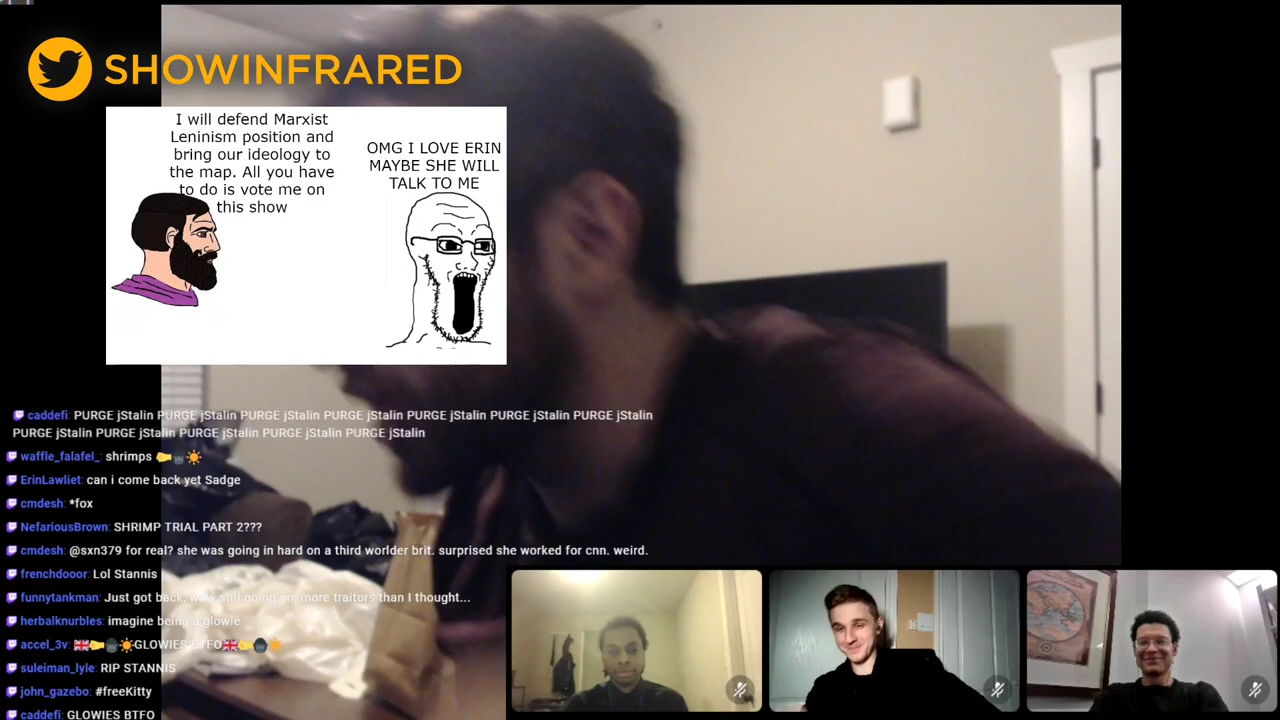 SHOWINFRARED
I will defend Marxist
Leninism position and
bring our ideology to
the map. All you have
to do is vote me on
this show
OMG I LOVE ERIN
MAYBE SHE WILL
TALK TO ME
caddefi: PURGE jStalin PURGE jStalin PURGE jStalin PURGE jStalin PURGE jStalin PURGE jStalin PURGE jStalin
PURGE jStalin PURGE jStalin PURGE jStalin PURGE jStalin PURGE jStalin
waffle_falafel_: shrimps
ErinLawliet: can i come back yet Sadge
cmdesh: *fox
NefariousBrown: SHRIMP TRIAL PART 2???
cmdesh: @sxn379 for real? she was going in hard on a third worlder brit. surprised she worked for cnn. weird.
frenchdooor: Lol Stannis
funnytankman: Just got back, wow still going on, more traitors than I thought...
herbalknurbles: imagine being a glowie
accel_3v: 🇬🇧 GLOWIES BTFO 🇬🇧
suleiman_lyle: RIP STANNIS
john_gazebo: #freeKitty
caddefi: GLOWIES BTFO